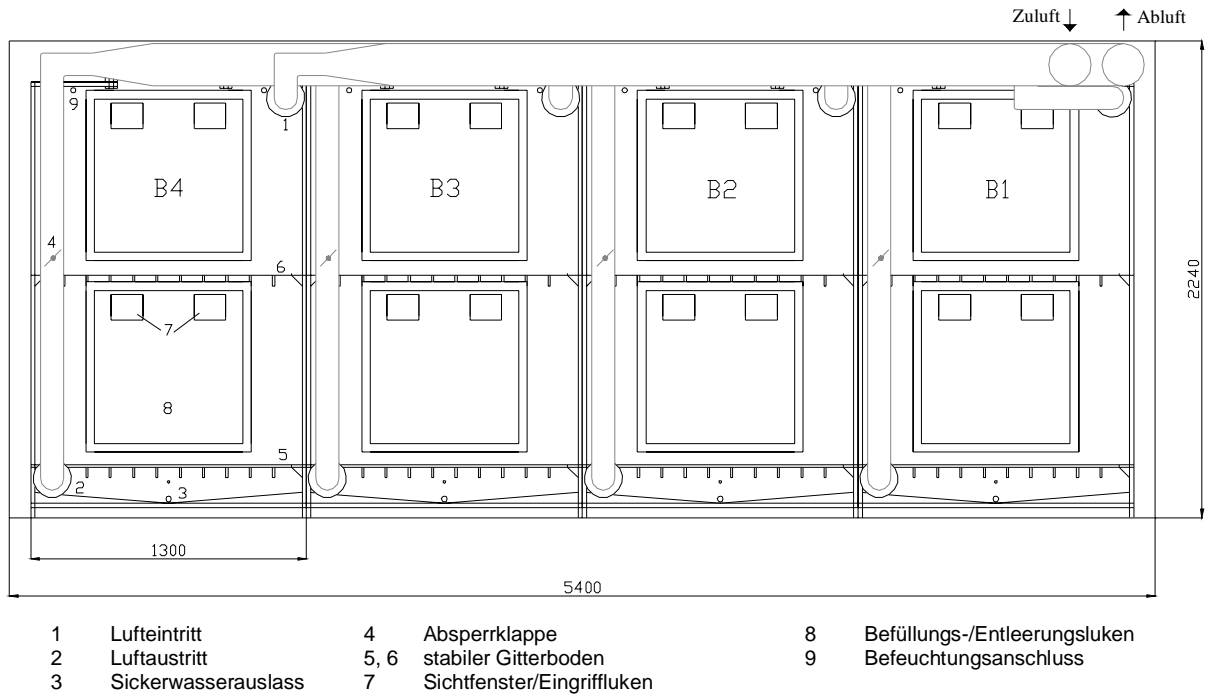 Zuluft Abluft
9
1
B4 B3 B2 B1
4
6
2240
7
8
5
2 3
1300
5400
1 Lufteintritt 4 Absperrklappe 8 Befüllungs-/Entleerungsluken
2 Luftaustritt 5, 6 stabiler Gitterboden 9 Befeuchtungsanschluss
3 Sickerwasserauslass 7 Sichtfenster/Eingriffluken